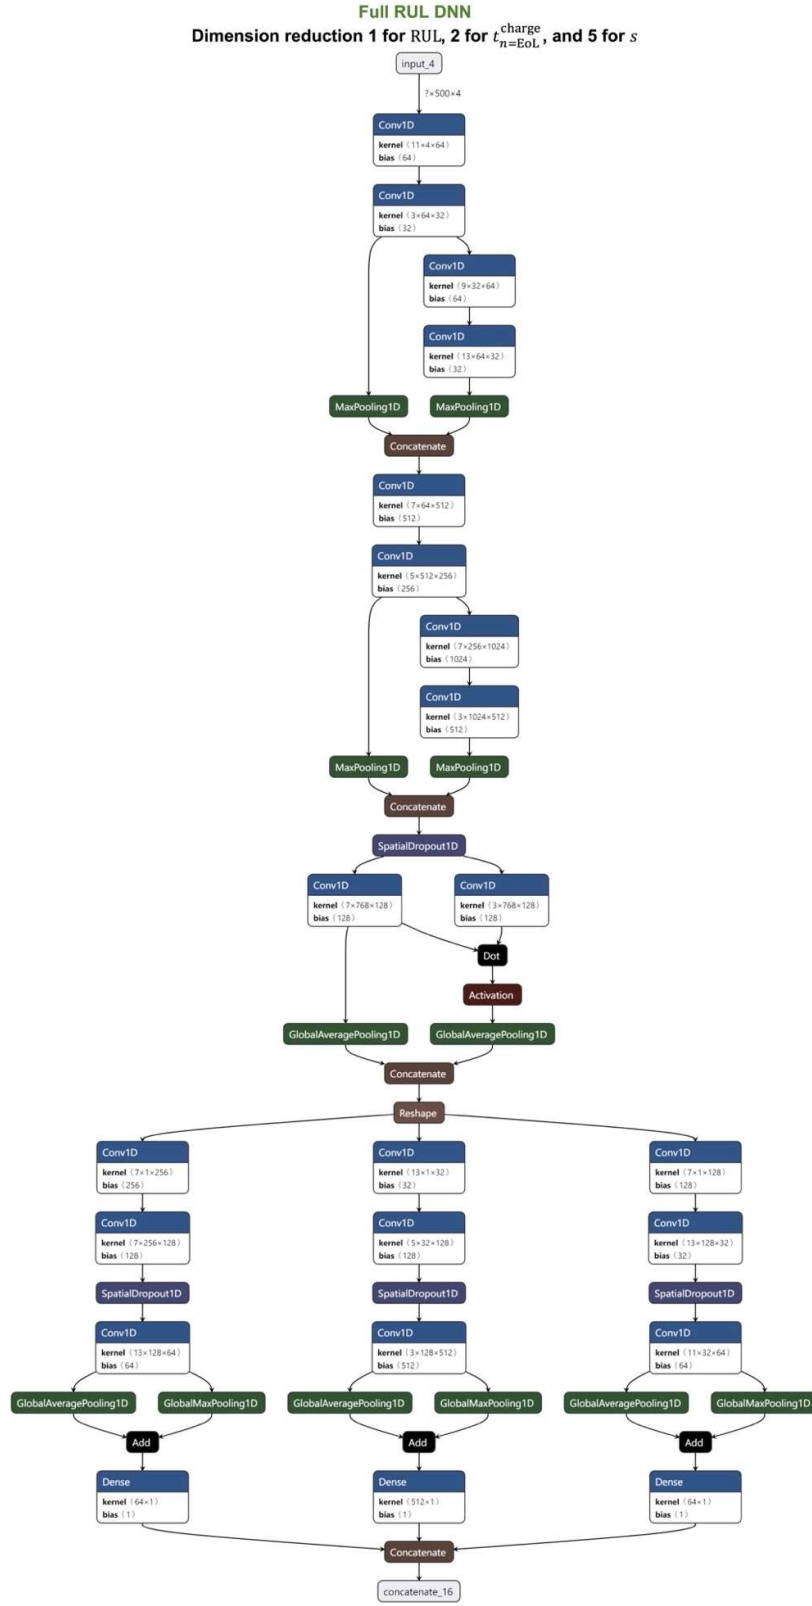 Full RUL DNN
Dimension reduction 1 for RUL, 2 for t_{n=EoL}^{charge}, and 5 for s
input_4
?×500×4
Conv1D
kernel (11×4×64)
bias (64)
Conv1D
kernel (3×64×32)
bias (32)
Conv1D
kernel (9×32×64)
bias (64)
Conv1D
kernel (13×64×32)
bias (32)
MaxPooling1D MaxPooling1D
Concatenate
Conv1D
kernel (7×64×512)
bias (512)
Conv1D
kernel (5×512×256)
bias (256)
Conv1D
kernel (7×256×1024)
bias (1024)
Conv1D
kernel (3×1024×512)
bias (512)
MaxPooling1D MaxPooling1D
Concatenate
SpatialDropout1D
Conv1D Conv1D
kernel (7×768×128) kernel (3×768×128)
bias (128) bias (128)
Dot
Activation
GlobalAveragePooling1D GlobalAveragePooling1D
Concatenate
Reshape
Conv1D Conv1D Conv1D
kernel (7×1×256) kernel (13×1×32) kernel (7×1×128)
bias (256) bias (32) bias (128)
Conv1D Conv1D Conv1D
kernel (7×256×128) kernel (5×32×128) kernel (13×128×32)
bias (128) bias (128) bias (32)
SpatialDropout1D SpatialDropout1D SpatialDropout1D
Conv1D Conv1D Conv1D
kernel (13×128×64) kernel (3×128×512) kernel (11×32×64)
bias (64) bias (512) bias (64)
GlobalAveragePooling1D GlobalMaxPooling1D GlobalAveragePooling1D GlobalMaxPooling1D GlobalAveragePooling1D GlobalMaxPooling1D
Add Add Add
Dense Dense Dense
kernel (64×1) kernel (512×1) kernel (64×1)
bias (1) bias (1) bias (1)
Concatenate
concatenate_16